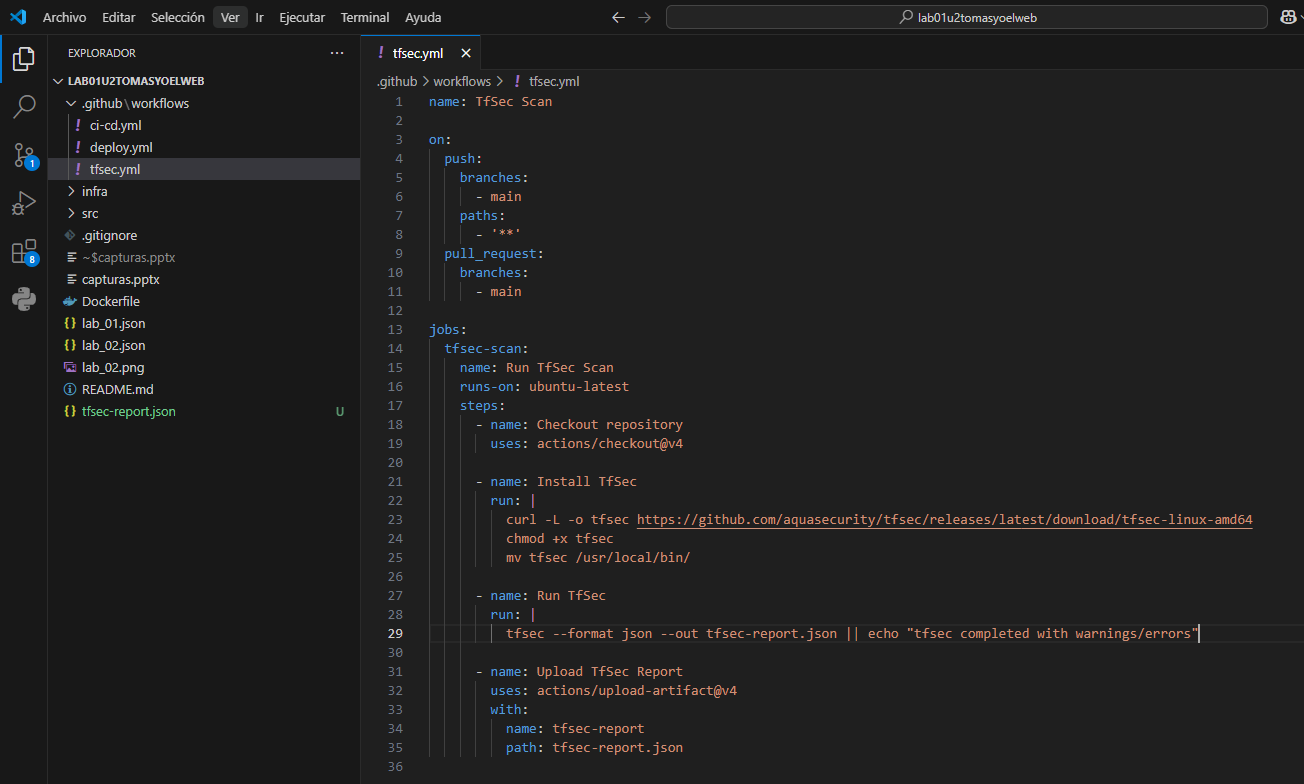 Archivo Editar Selección Ver Ir Ejecutar Terminal Ayuda
lab01u2tomasyoelweb
EXPLORADOR
LAB01U2TOMASYOELWEB
.github\workflows
! ci-cd.yml
! deploy.yml
! tfsec.yml
infra
src
.gitignore
~$capturas.pptx
capturas.pptx
Dockerfile
{} lab_01.json
{} lab_02.json
lab_02.png
README.md
{} tfsec-report.json U
1
8
! tfsec.yml
.github > workflows > ! tfsec.yml
1 name: TfSec Scan
2
3 on:
4 push:
5 branches:
6 - main
7 paths:
8 - '**'
9 pull_request:
10 branches:
11 - main
12
13 jobs:
14 tfsec-scan:
15 name: Run TfSec Scan
16 runs-on: ubuntu-latest
17 steps:
18 - name: Checkout repository
19 uses: actions/checkout@v4
20
21 - name: Install TfSec
22 run: |
23 curl -L -o tfsec https://github.com/aquasecurity/tfsec/releases/latest/download/tfsec-linux-amd64
24 chmod +x tfsec
25 mv tfsec /usr/local/bin/
26
27 - name: Run TfSec
28 run: |
29 tfsec --format json --out tfsec-report.json || echo "tfsec completed with warnings/errors"
30
31 - name: Upload TfSec Report
32 uses: actions/upload-artifact@v4
33 with:
34 name: tfsec-report
35 path: tfsec-report.json
36